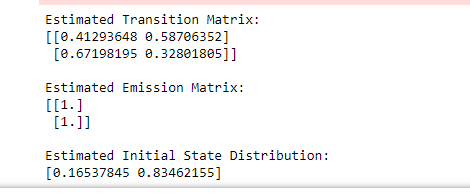 Estimated Transition Matrix:
[[0.41293648 0.58706352]
 [0.67198195 0.32801805]]
Estimated Emission Matrix:
[[1.]
 [1.]]
Estimated Initial State Distribution:
[0.16537845 0.83462155]